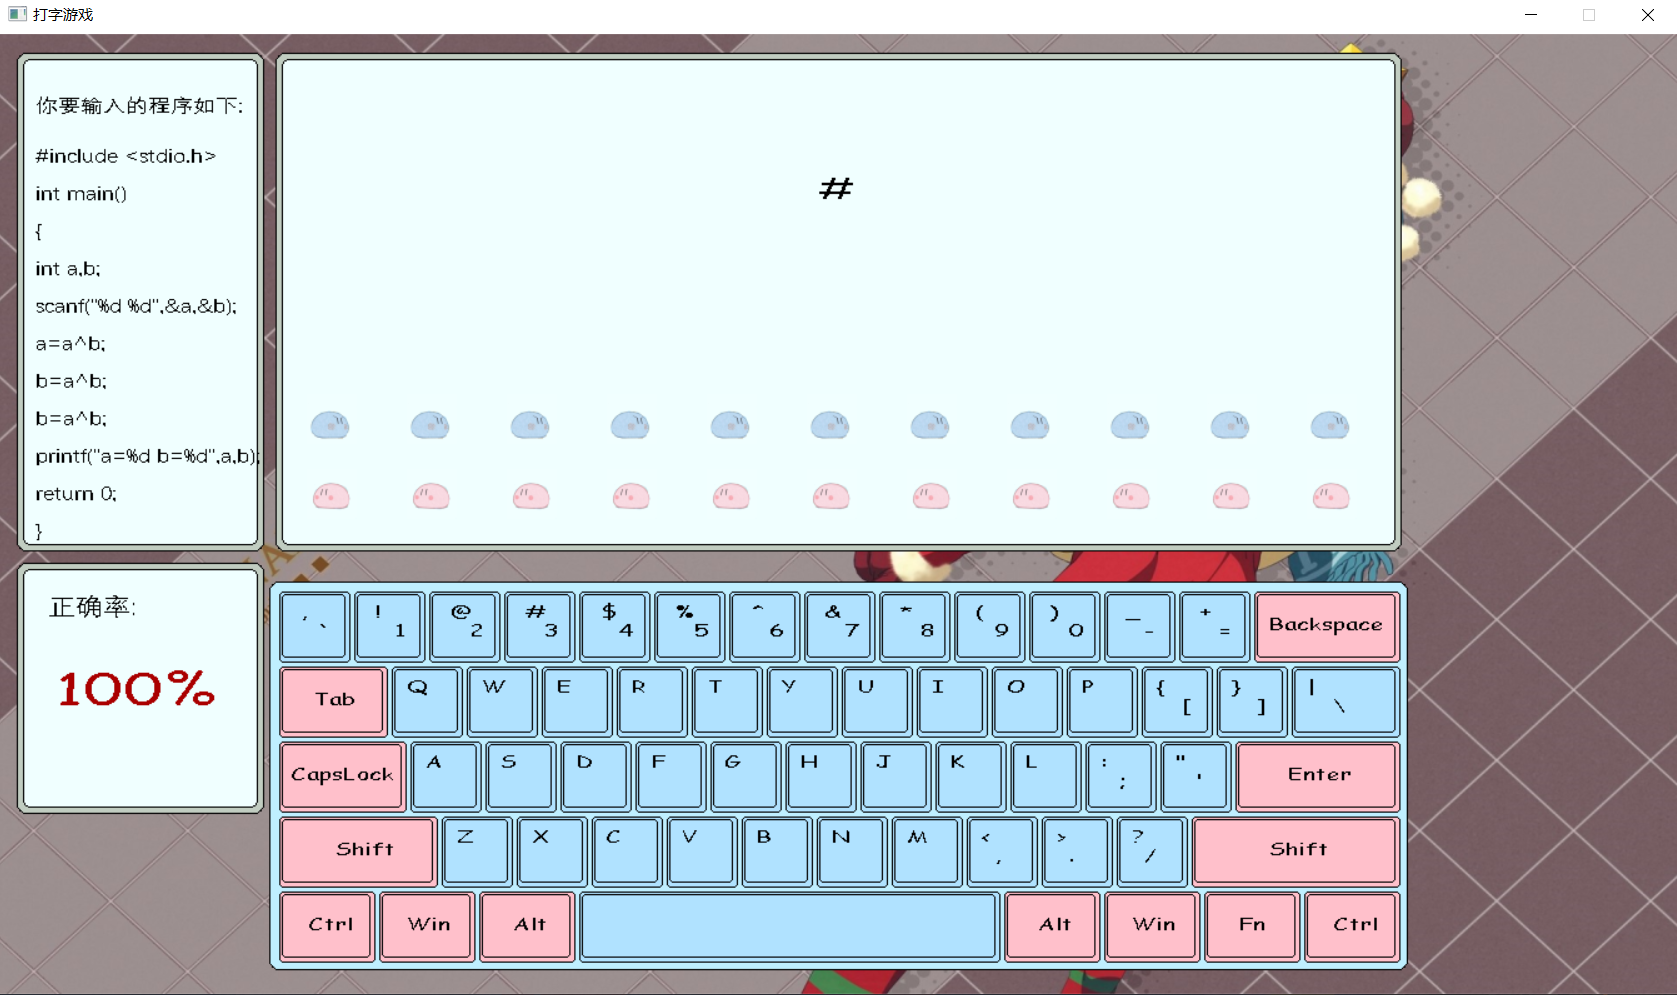 打字游戏
你要输入的程序如下:
#include <stdio.h>
int main()
{
int a,b;
scanf("%d %d",&a,&b);
a=a^b;
b=a^b;
b=a^b;
printf("a=%d b=%d",a,b);
return 0;
}
#
正确率:
100%
, ` ! 1 @ 2 # 3 $ 4 % 5 ^ 6 & 7 * 8 ( 9 ) 0 — - + = Backspace
Tab Q W E R T Y U I O P { [ } ] | \
CapsLock A S D F G H J K L : ; " ' Enter
Shift Z X C V B N M < , > . ? / Shift
Ctrl Win Alt Alt Win Fn Ctrl